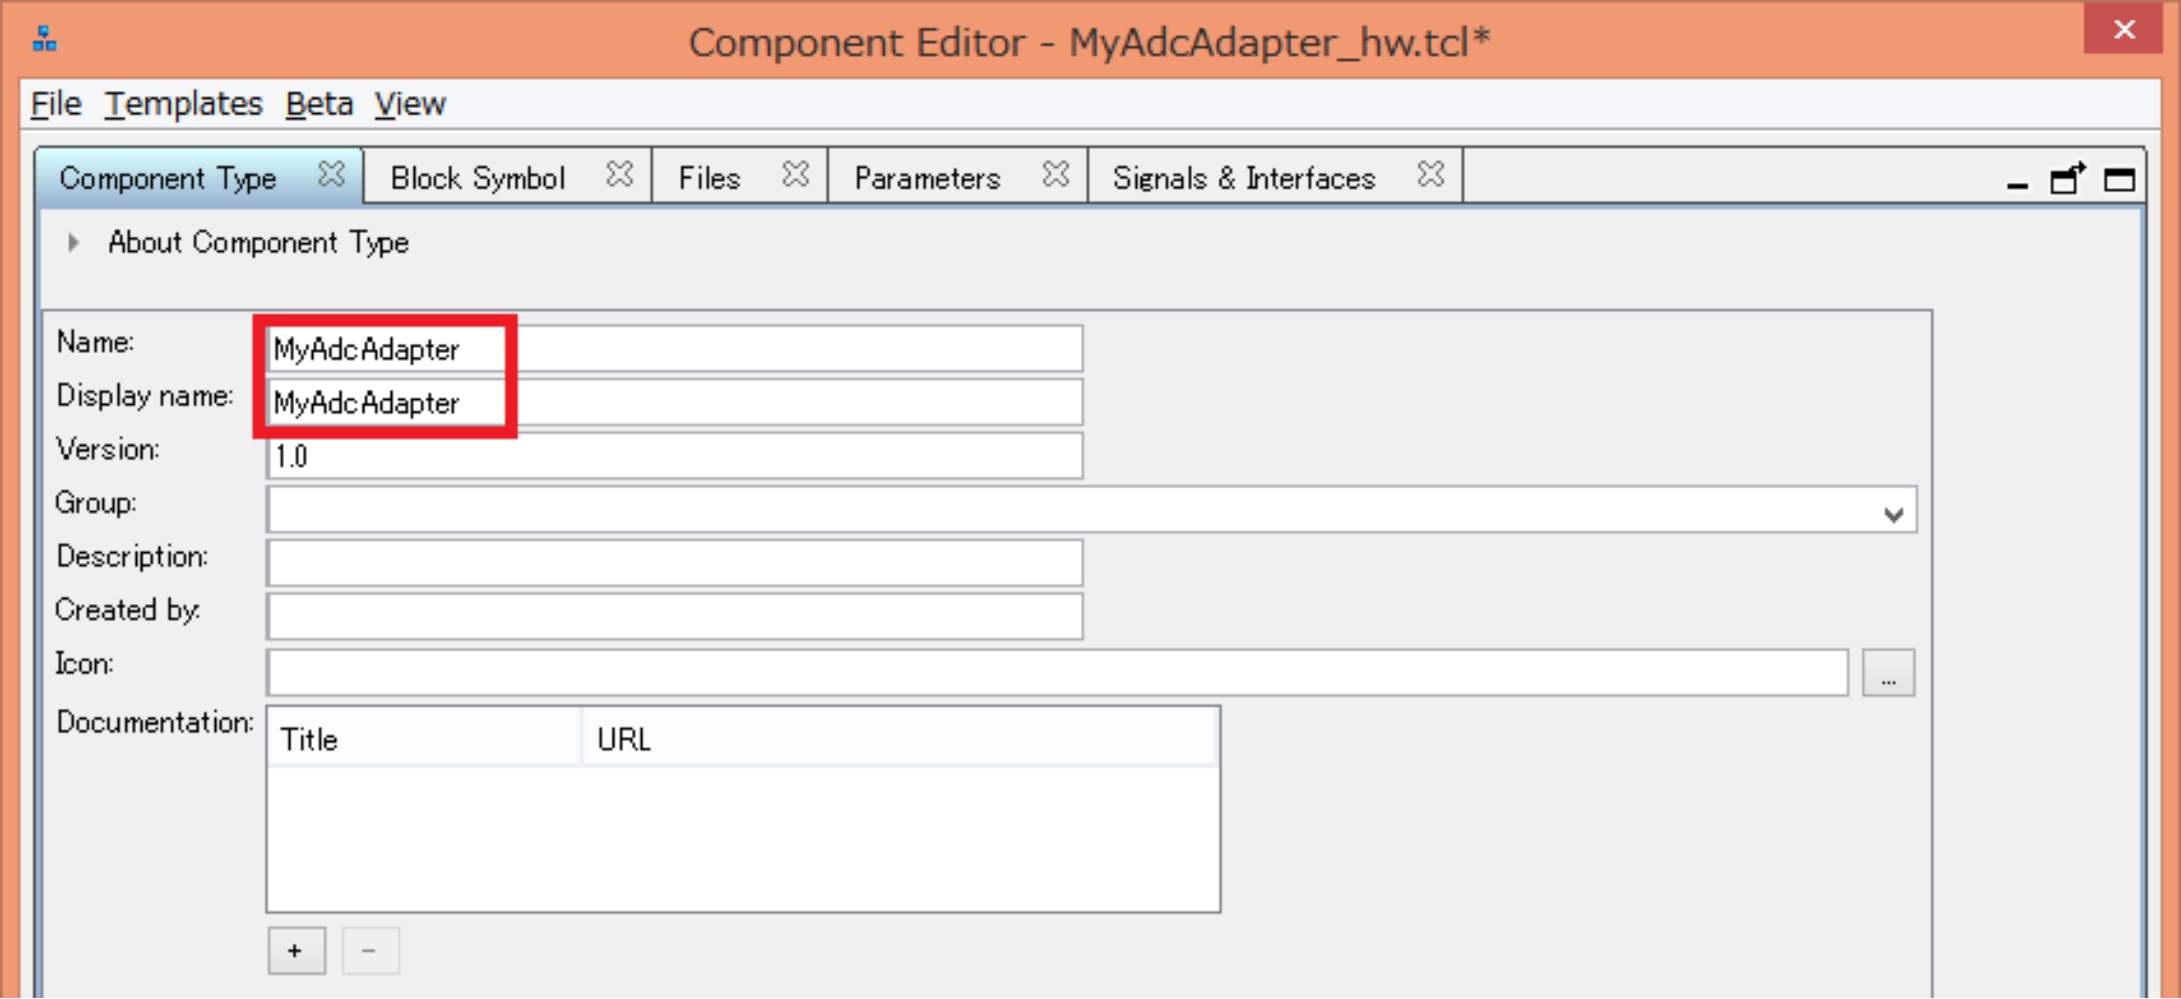 Component Editor - MyAdcAdapter_hw.tcl*
File Templates Beta View
Component Type Block Symbol Files Parameters Signals & Interfaces
About Component Type
Name: MyAdcAdapter
Display name: MyAdcAdapter
Version: 1.0
Group:
Description:
Created by:
Icon: ...
Documentation: Title URL
+ −